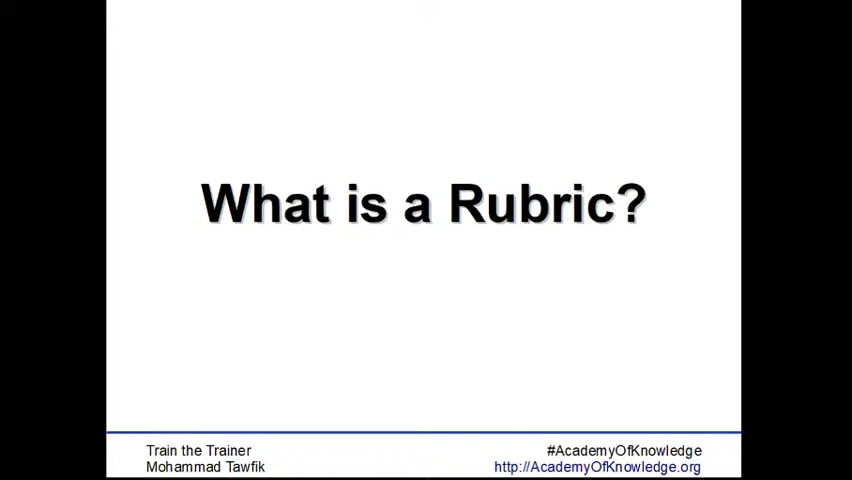 What is a Rubric?
Train the Trainer
Mohammad Tawfik
#AcademyOfKnowledge
http://AcademyOfKnowledge.org